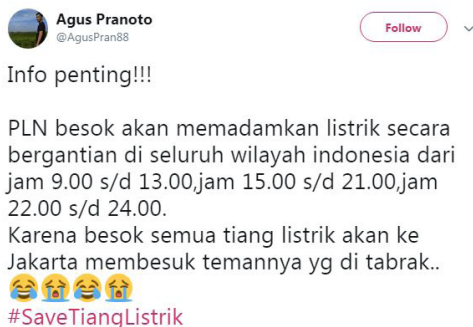 Agus Pranoto
@AgusPran88
Follow
Info penting!!!
PLN besok akan memadamkan listrik secara
bergantian di seluruh wilayah indonesia dari
jam 9.00 s/d 13.00,jam 15.00 s/d 21.00,jam
22.00 s/d 24.00.
Karena besok semua tiang listrik akan ke
Jakarta membesuk temannya yg di tabrak..
😂😭😂😭
#SaveTiangListrik